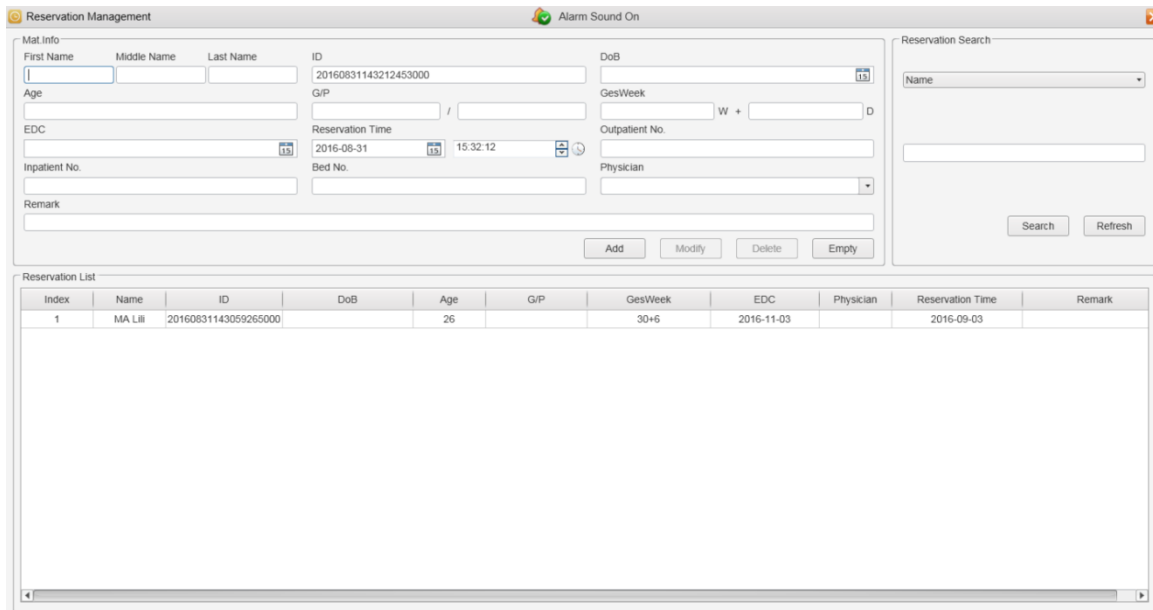 Reservation Management
Alarm Sound On
Mat.Info
First Name Middle Name Last Name ID DoB
20160831143212453000 15
Age G/P GesWeek
/ W + D
EDC Reservation Time Outpatient No.
15 2016-08-31 15 15:32:12
Inpatient No. Bed No. Physician
Remark
Add Modify Delete Empty
Reservation Search
Name
Search Refresh
Reservation List
Index Name ID DoB Age G/P GesWeek EDC Physician Reservation Time Remark
1 MA Lili 20160831143059265000 26 30+6 2016-11-03 2016-09-03